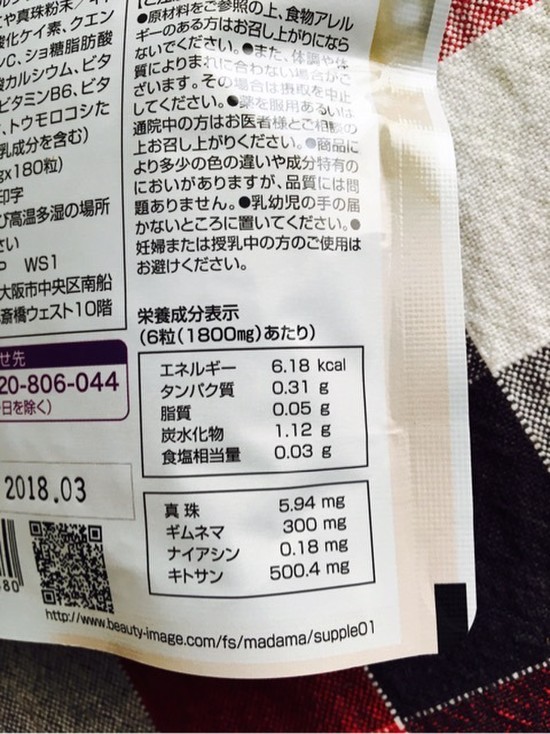 や真珠粉末／
酸化ケイ素、クエン
C、ショ糖脂肪酸
酸カルシウム、ビタ
ビタミンB6、ビタ
、トウモロコシた
乳成分を含む)
gx180粒)
印字
び高温多湿の場所
さい
WS1
大阪市中央区南船
斎橋ウェスト10階
せ先
20-806-044
日を除く)
2018.03
80
●原材料をご参照の上、食物アレル
ギーのある方はお召し上がりになら
ないでください。●また、体調や体
質によりまれに合わない場合がご
ざいます。その場合は摂取を中止
してください。●薬を服用あるいは
通院中の方はお医者様とご相談の
上お召し上がりください。●商品に
より多少の色の違いや成分特有の
においがありますが、品質には問
題ありません。●乳幼児の手の届
かないところに置いてください。●
妊婦または授乳中の方のご使用は
お避けください。
栄養成分表示
(6粒(1800mg)あたり)
エネルギー 6.18 kcal
タンパク質 0.31 g
脂質 0.05 g
炭水化物 1.12 g
食塩相当量 0.03 g
真珠 5.94 mg
ギムネマ 300 mg
ナイアシン 0.18 mg
キトサン 500.4 mg
http://www.beauty-image.com/fs/madama/supple01